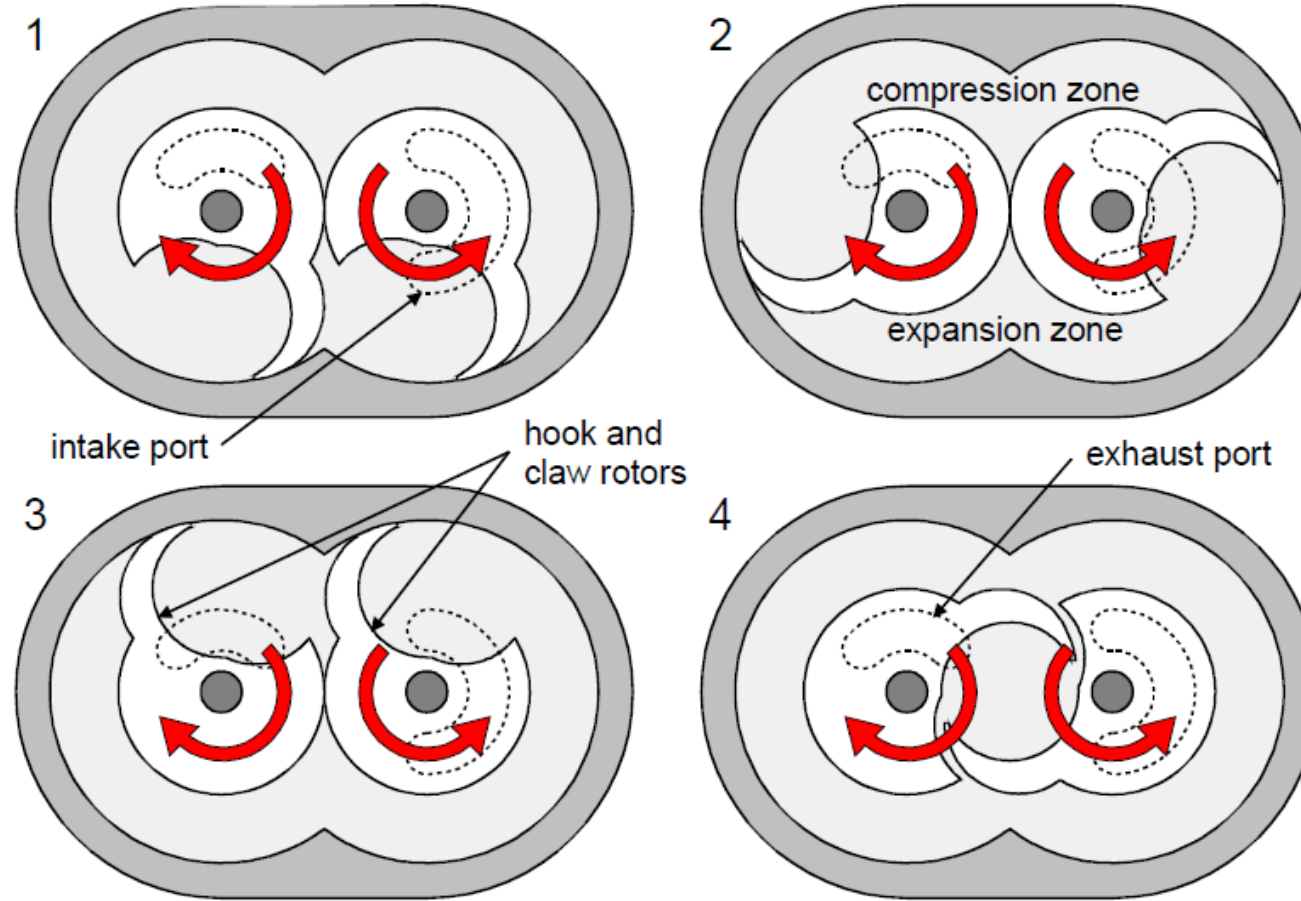 1
2
compression zone
expansion zone
intake port
hook and
claw rotors
exhaust port
3
4